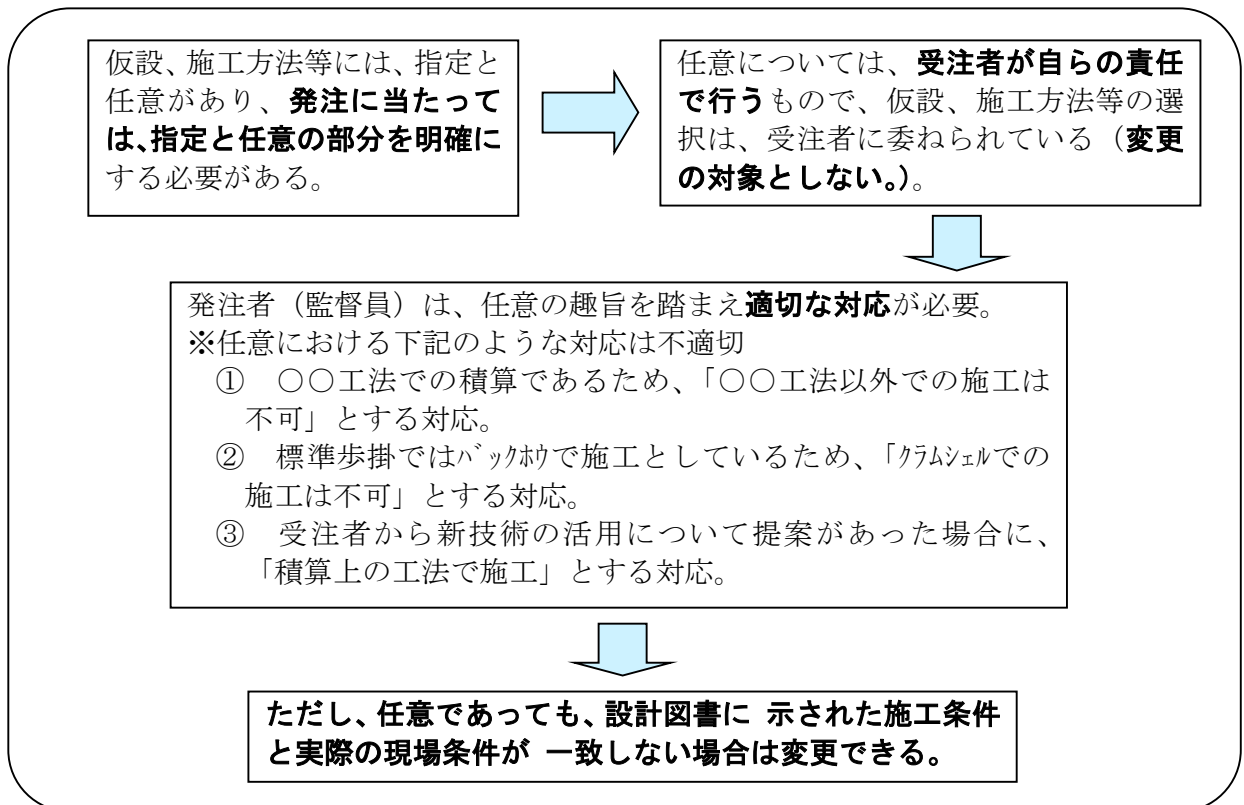 仮設、施工方法等には、指定と
任意があり、発注に当たって
は､指定と任意の部分を明確に
する必要がある。
任意については、受注者が自らの責任
で行うもので、仮設、施工方法等の選
択は、受注者に委ねられている（変更
の対象としない。）。
発注者（監督員）は、任意の趣旨を踏まえ適切な対応が必要。
※任意における下記のような対応は不適切
①　○○工法での積算であるため、「○○工法以外での施工は
不可」とする対応。
②　標準歩掛ではﾊﾞｯｸﾎｳで施工としているため、「ｸﾗﾑｼｪﾙでの
施工は不可」とする対応。
③　受注者から新技術の活用について提案があった場合に、
「積算上の工法で施工」とする対応。
ただし、任意であっても、設計図書に 示された施工条件
と実際の現場条件が 一致しない場合は変更できる。